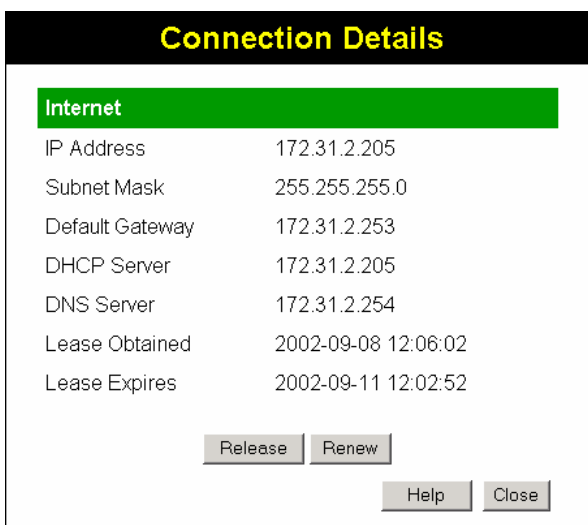 Connection Details
Internet
IP Address 172.31.2.205
Subnet Mask 255.255.255.0
Default Gateway 172.31.2.253
DHCP Server 172.31.2.205
DNS Server 172.31.2.254
Lease Obtained 2002-09-08 12:06:02
Lease Expires 2002-09-11 12:02:52
Release Renew
Help Close